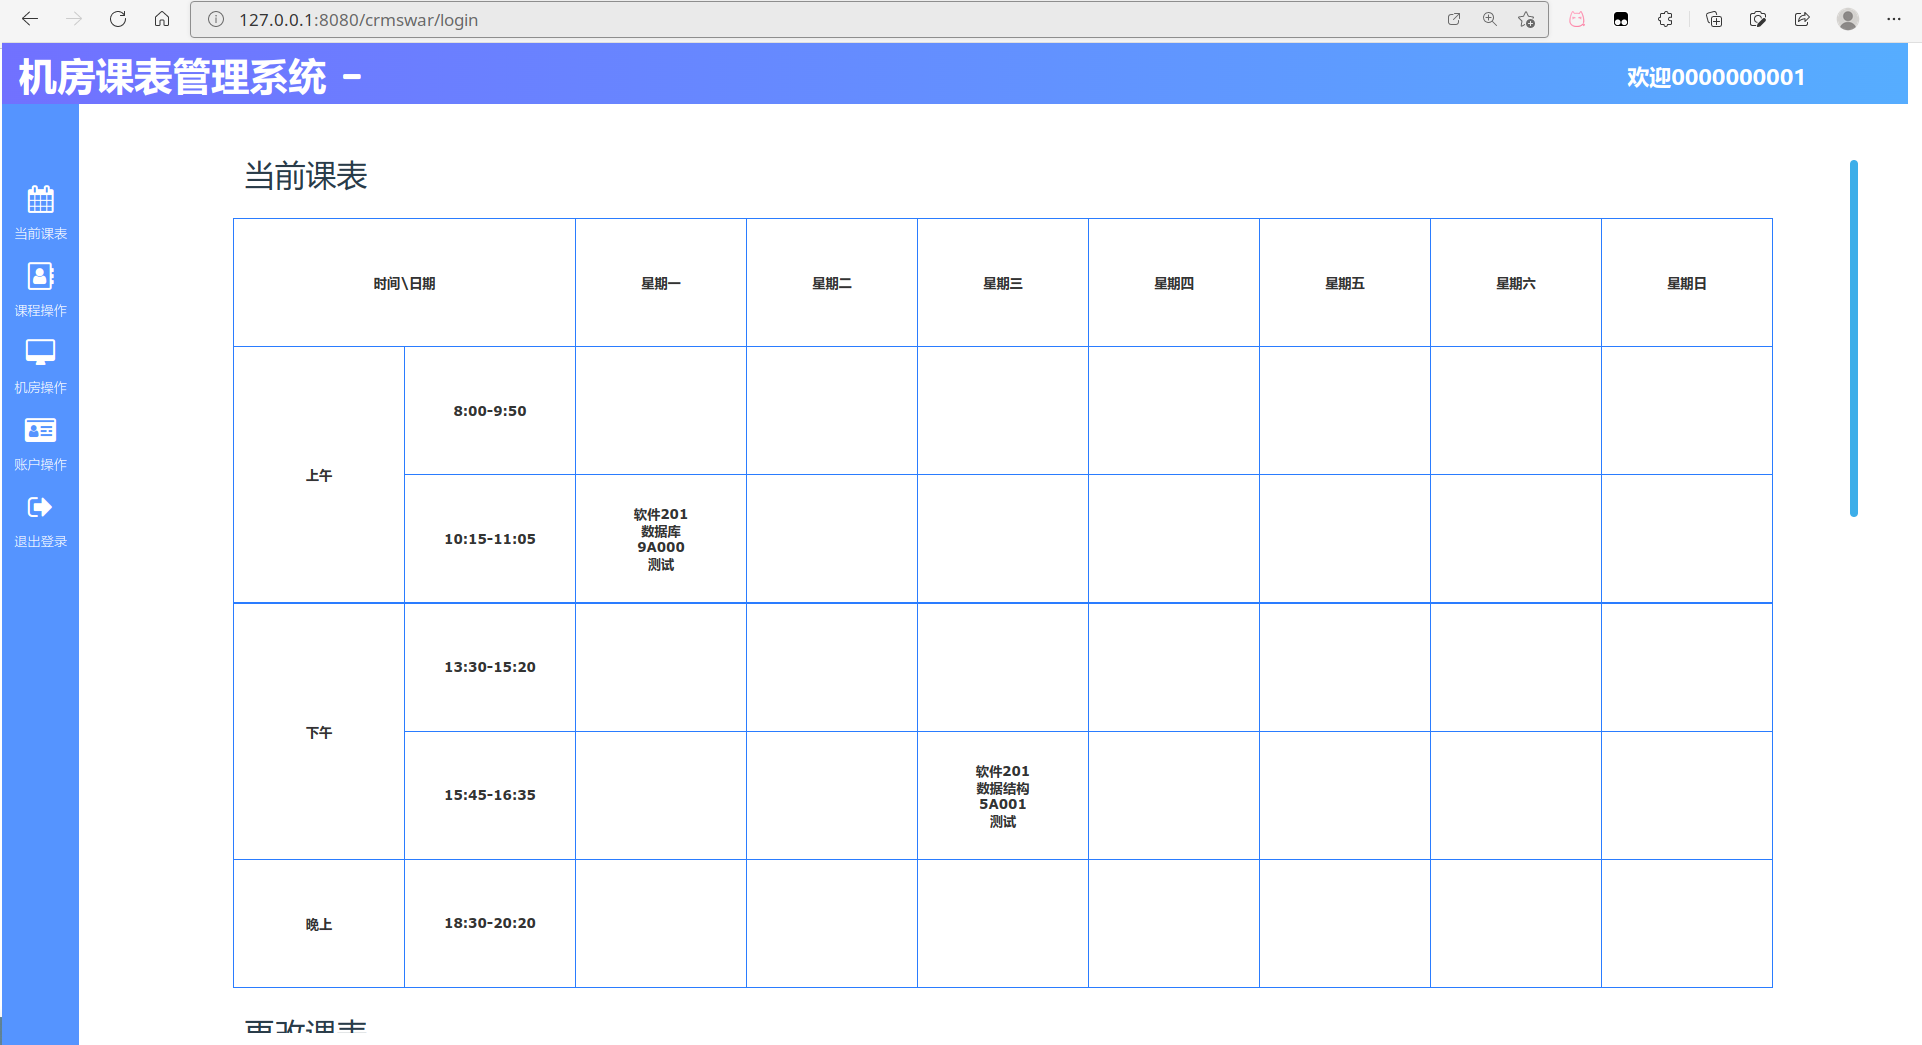 127.0.0.1:8080/crmswar/login
机房课表管理系统 -
欢迎0000000001
当前课表
课程操作
机房操作
账户操作
退出登录
当前课表
时间\日期
星期一
星期二
星期三
星期四
星期五
星期六
星期日
上午
8:00-9:50
10:15-11:05
软件201
数据库
9A000
测试
下午
13:30-15:20
15:45-16:35
软件201
数据结构
5A001
测试
晚上
18:30-20:20
更改课表